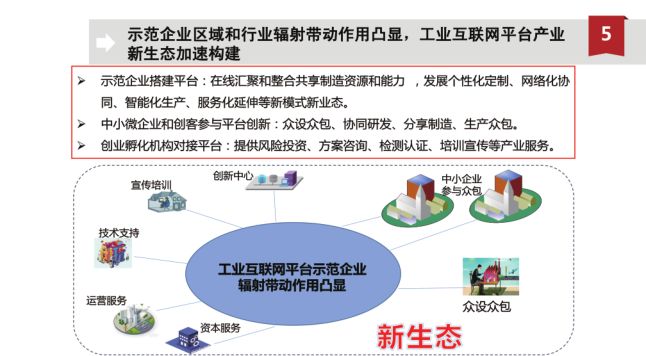 示范企业区域和行业辐射带动作用凸显，工业互联网平台产业
新生态加速构建
5
➢ 示范企业搭建平台：在线汇聚和整合共享制造资源和能力 ，发展个性化定制、网络化协
同、智能化生产、服务化延伸等新模式新业态。
➢ 中小微企业和创客参与平台创新：众设众包、协同研发、分享制造、生产众包。
➢ 创业孵化机构对接平台：提供风险投资、方案咨询、检测认证、培训宣传等产业服务。
创新中心
中小企业
参与众包
宣传培训
技术支持
工业互联网平台示范企业
辐射带动作用凸显
运营服务
众设众包
资本服务
新生态